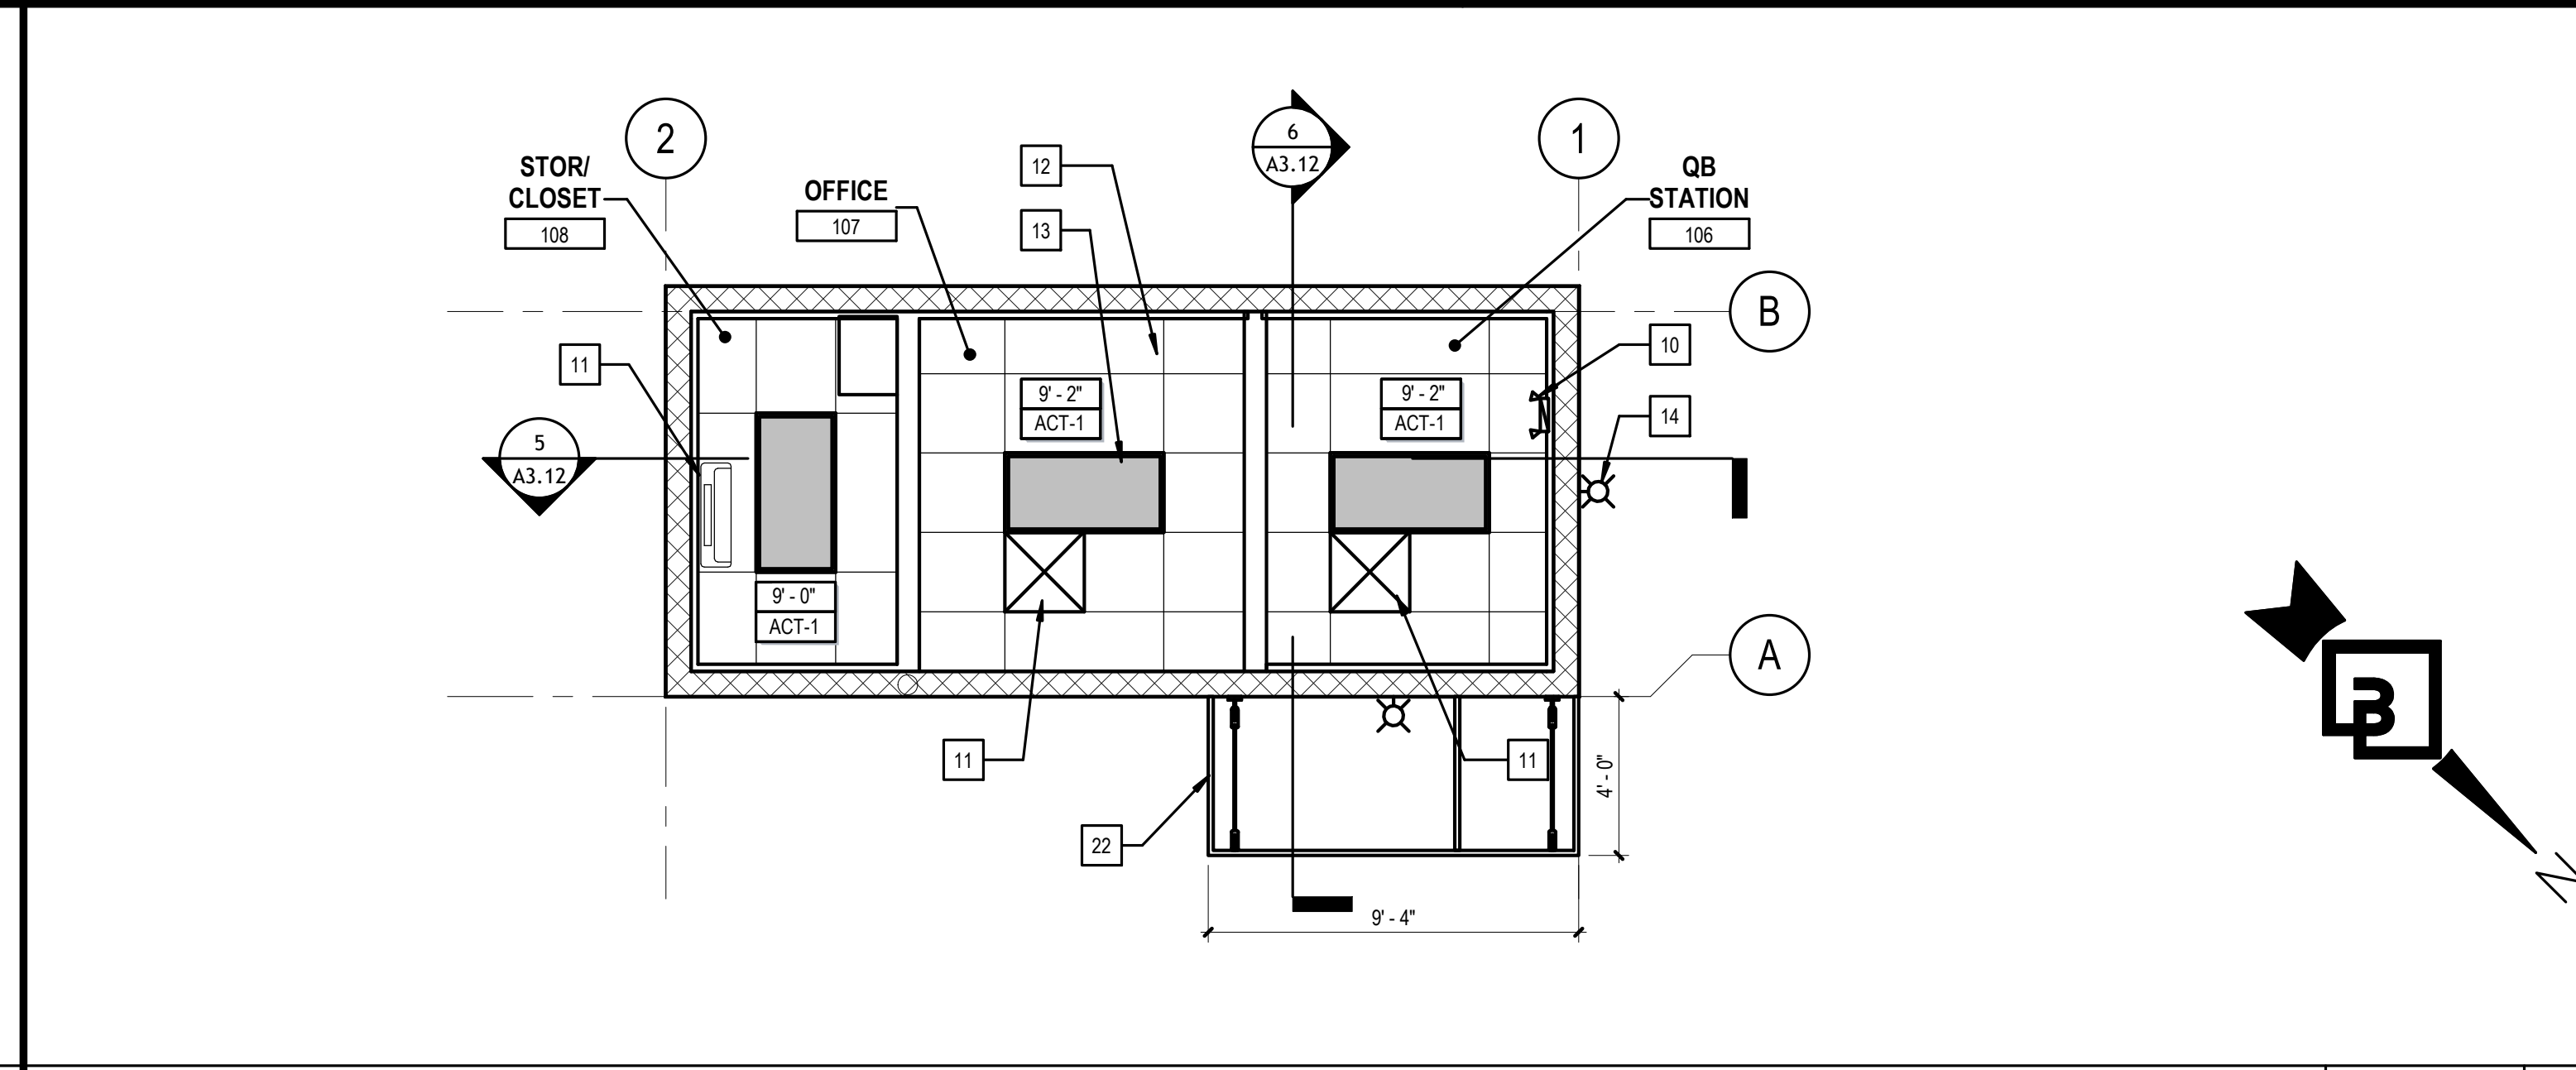 2
6
A3.12
1
STOR/
CLOSET
108
OFFICE
107
12
13
QB
STATION
106
B
10
11
14
9' - 2"
ACT-1
9' - 2"
ACT-1
5
A3.12
9' - 0"
ACT-1
A
11
11
22
4' - 0"
9' - 4"
B
N